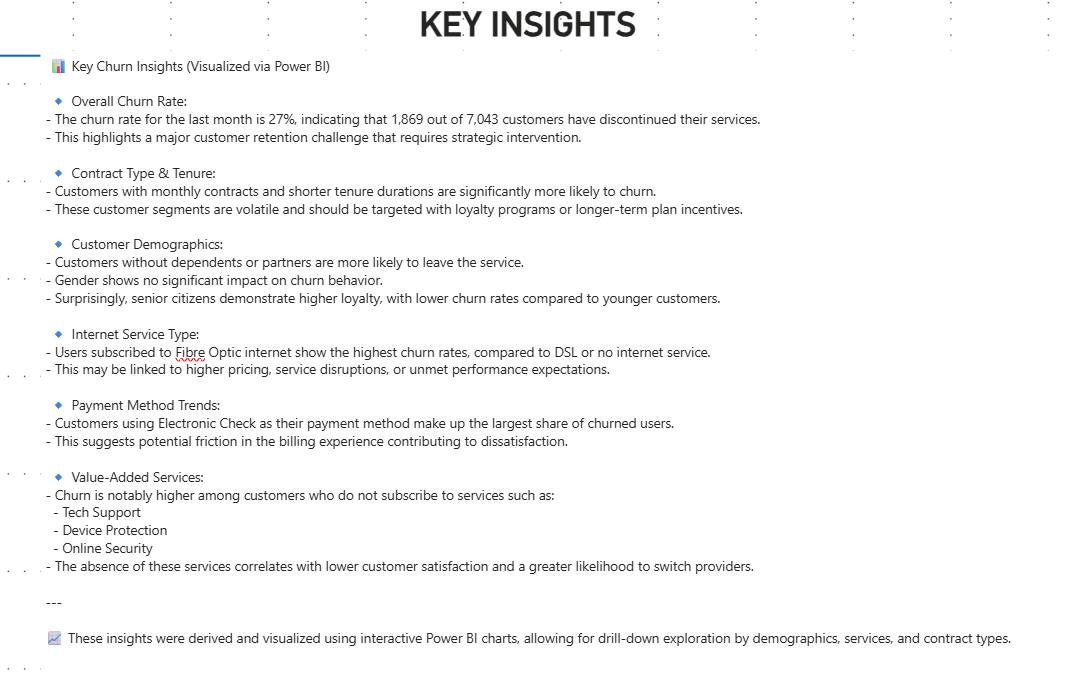 KEY INSIGHTS
📊 Key Churn Insights (Visualized via Power BI)
🔹 Overall Churn Rate:
- The churn rate for the last month is 27%, indicating that 1,869 out of 7,043 customers have discontinued their services.
- This highlights a major customer retention challenge that requires strategic intervention.
🔹 Contract Type & Tenure:
- Customers with monthly contracts and shorter tenure durations are significantly more likely to churn.
- These customer segments are volatile and should be targeted with loyalty programs or longer-term plan incentives.
🔹 Customer Demographics:
- Customers without dependents or partners are more likely to leave the service.
- Gender shows no significant impact on churn behavior.
- Surprisingly, senior citizens demonstrate higher loyalty, with lower churn rates compared to younger customers.
🔹 Internet Service Type:
- Users subscribed to Fibre Optic internet show the highest churn rates, compared to DSL or no internet service.
- This may be linked to higher pricing, service disruptions, or unmet performance expectations.
🔹 Payment Method Trends:
- Customers using Electronic Check as their payment method make up the largest share of churned users.
- This suggests potential friction in the billing experience contributing to dissatisfaction.
🔹 Value-Added Services:
- Churn is notably higher among customers who do not subscribe to services such as:
- Tech Support
- Device Protection
- Online Security
- The absence of these services correlates with lower customer satisfaction and a greater likelihood to switch providers.
---
📈 These insights were derived and visualized using interactive Power BI charts, allowing for drill-down exploration by demographics, services, and contract types.